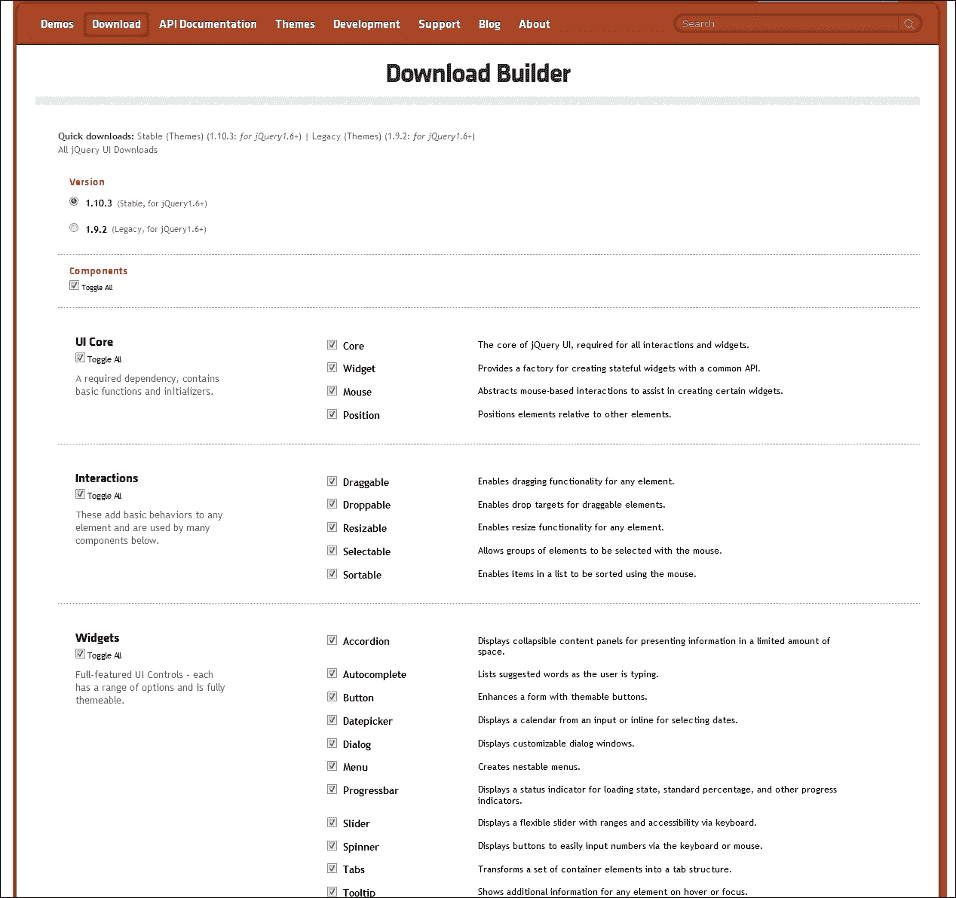 Demos Download API Documentation Themes Development Support Blog About Search
Download Builder
Quick downloads: Stable (Themes) (1.10.3: for jQuery1.6+) | Legacy (Themes) (1.9.2: for jQuery1.6+)
All jQuery UI Downloads
Version
1.10.3 (Stable, for jQuery1.6+)
1.9.2 (Legacy, for jQuery1.6+)
Components
Toggle All
UI Core
Toggle All
A required dependency, contains
basic functions and initializers.
Core The core of jQuery UI, required for all interactions and widgets.
Widget Provides a factory for creating stateful widgets with a common API.
Mouse Abstracts mouse-based interactions to assist in creating certain widgets.
Position Positions elements relative to other elements.
Interactions
Toggle All
These add basic behaviors to any
element and are used by many
components below.
Draggable Enables dragging functionality for any element.
Droppable Enables drop targets for draggable elements.
Resizable Enables resize functionality for any element.
Selectable Allows groups of elements to be selected with the mouse.
Sortable Enables items in a list to be sorted using the mouse.
Widgets
Toggle All
Full-featured UI Controls - each
has a range of options and is fully
themeable.
Accordion Displays collapsible content panels for presenting information in a limited amount of
space.
Autocomplete Lists suggested words as the user is typing.
Button Enhances a form with themable buttons.
Datepicker Displays a calendar from an input or inline for selecting dates.
Dialog Displays customizable dialog windows.
Menu Creates nestable menus.
Progressbar Displays a status indicator for loading state, standard percentage, and other progress
indicators.
Slider Displays a flexible slider with ranges and accessibility via keyboard.
Spinner Displays buttons to easily input numbers via the keyboard or mouse.
Tabs Transforms a set of container elements into a tab structure.
Tooltip Shows additional information for any element on hover or focus.